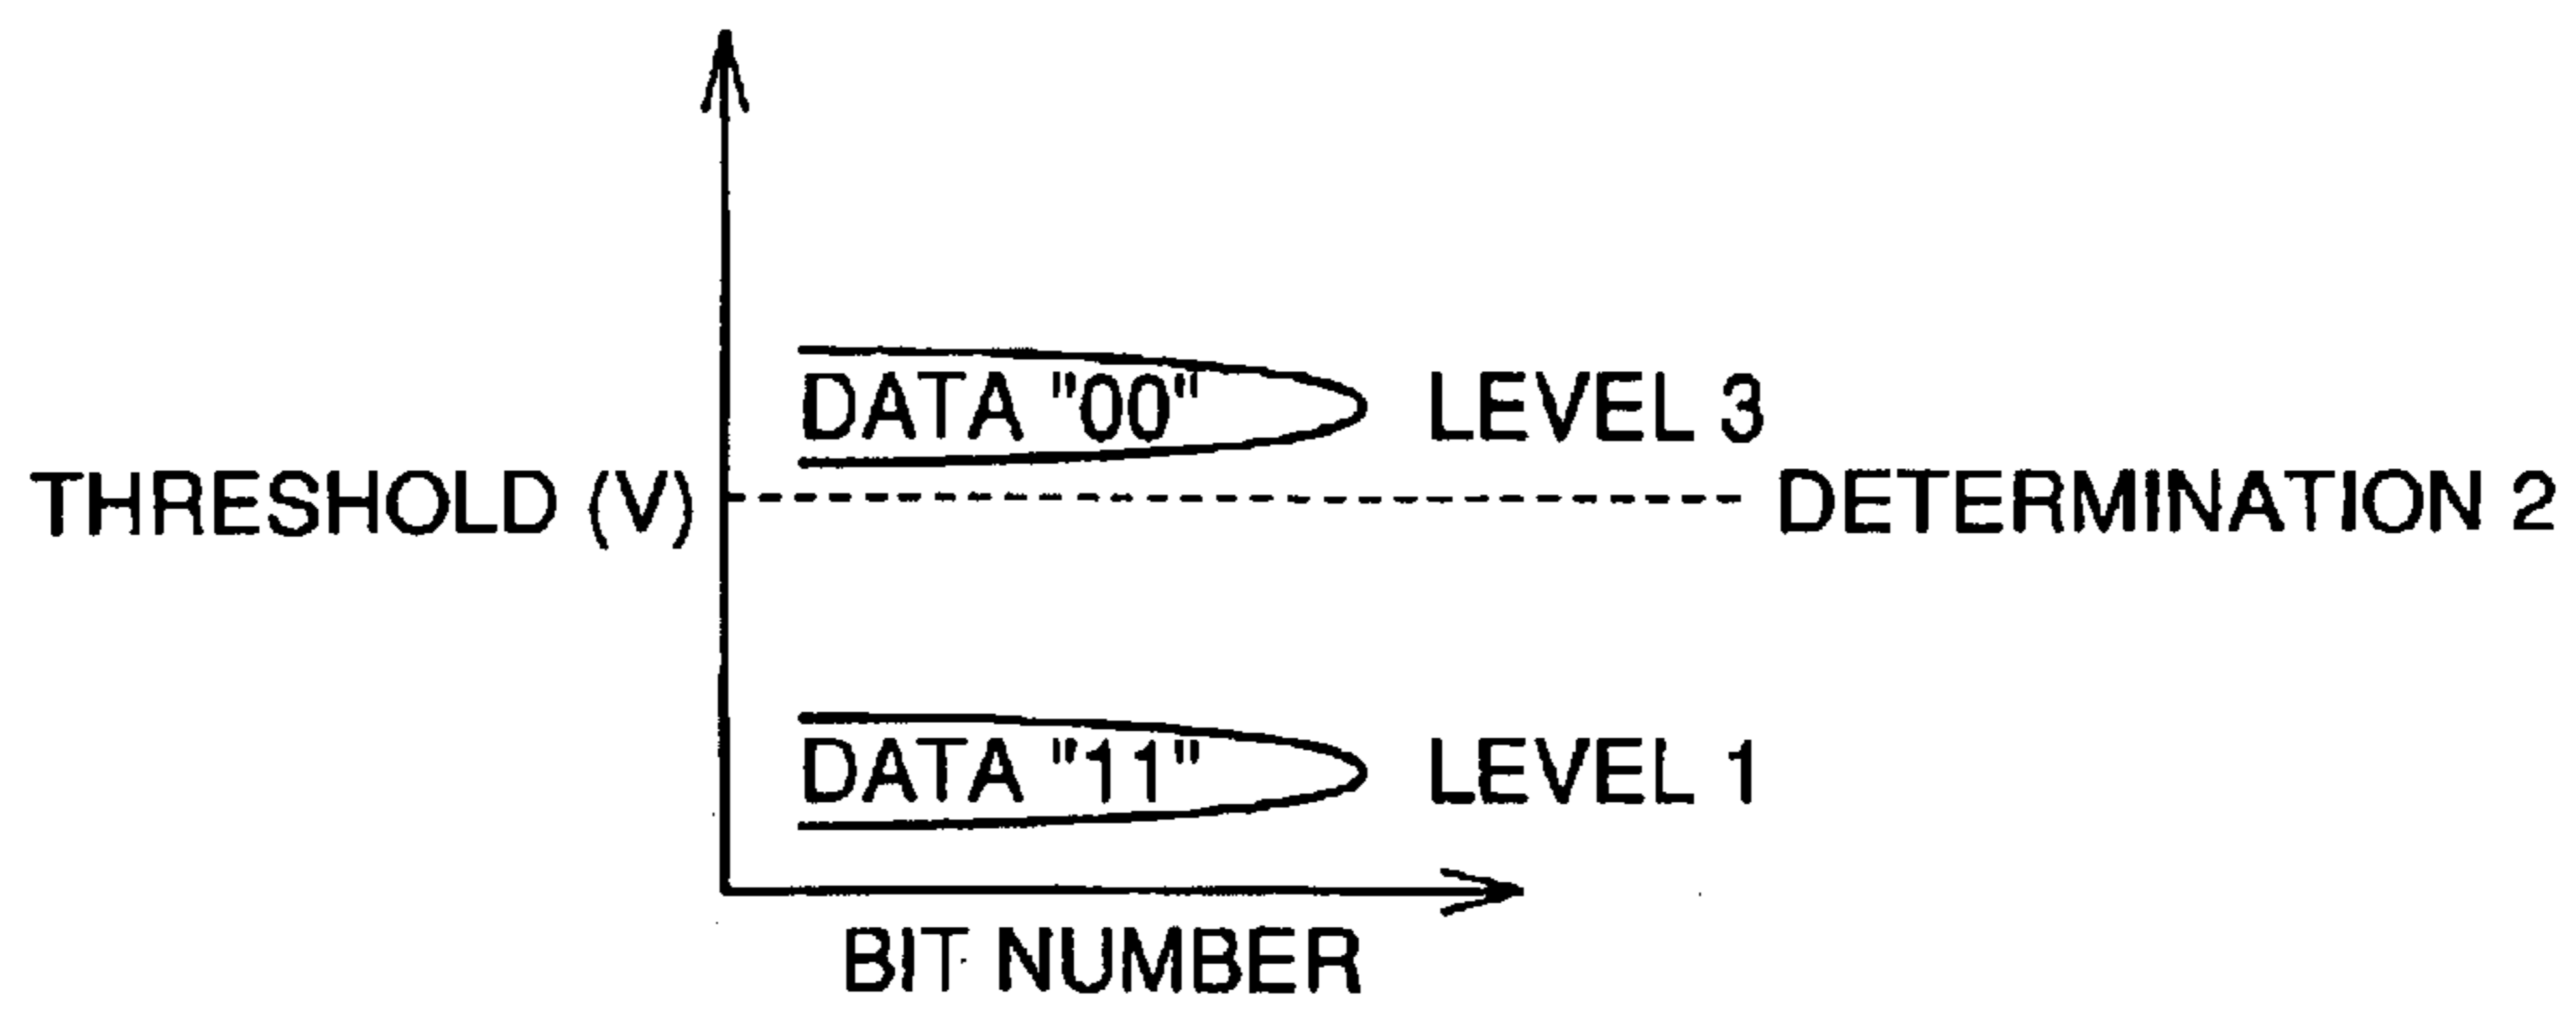 DATA "00" LEVEL 3
THRESHOLD (V) DETERMINATION 2
DATA "11" LEVEL 1
BIT NUMBER